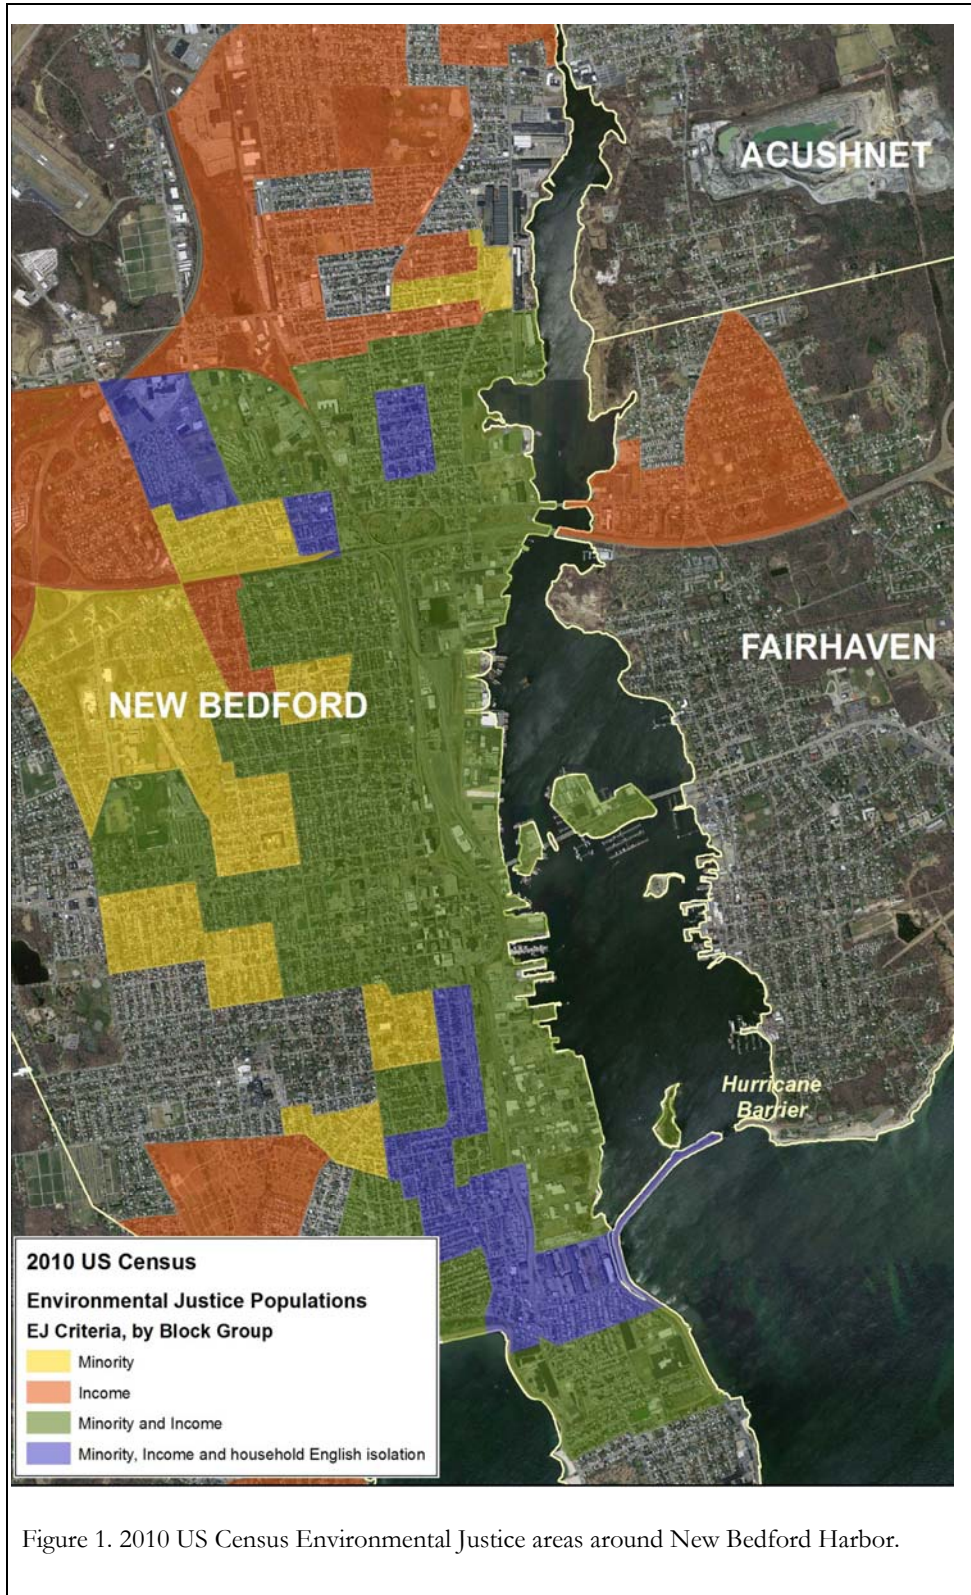 ACUSHNET
FAIRHAVEN
NEW BEDFORD
Hurricane
Barrier
2010 US Census
Environmental Justice Populations
EJ Criteria, by Block Group
Minority
Income
Minority and Income
Minority, Income and household English isolation
Figure 1. 2010 US Census Environmental Justice areas around New Bedford Harbor.